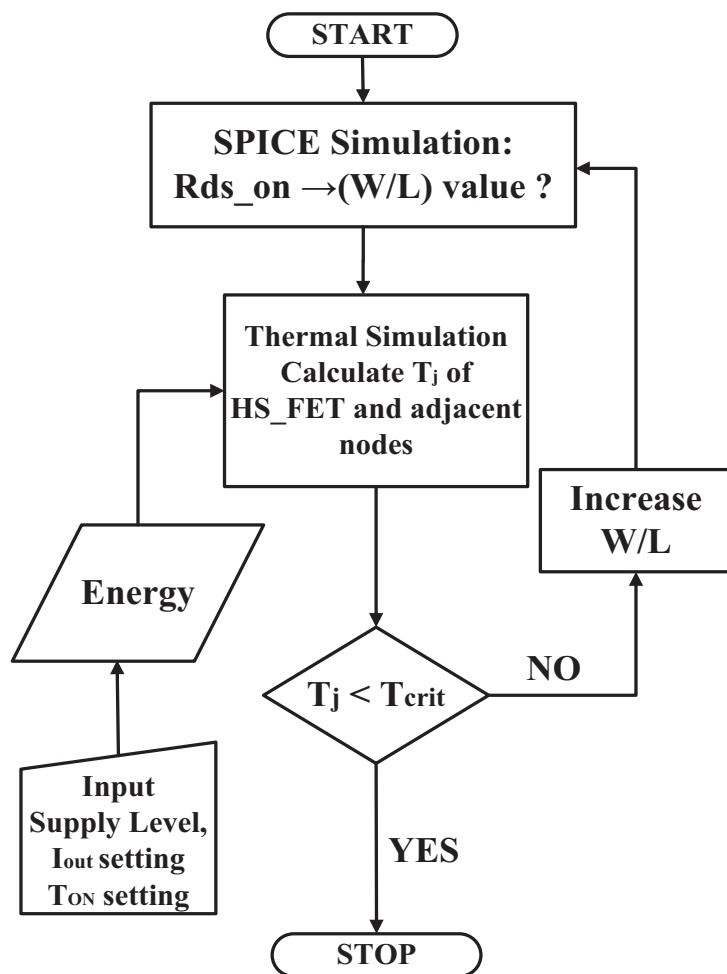 START
SPICE Simulation:
Rds_on →(W/L) value ?
Thermal Simulation
Calculate Tj of
HS_FET and adjacent
nodes
Increase
W/L
Energy
Tj < Tcrit
NO
Input
Supply Level,
Iout setting
TON setting
YES
STOP